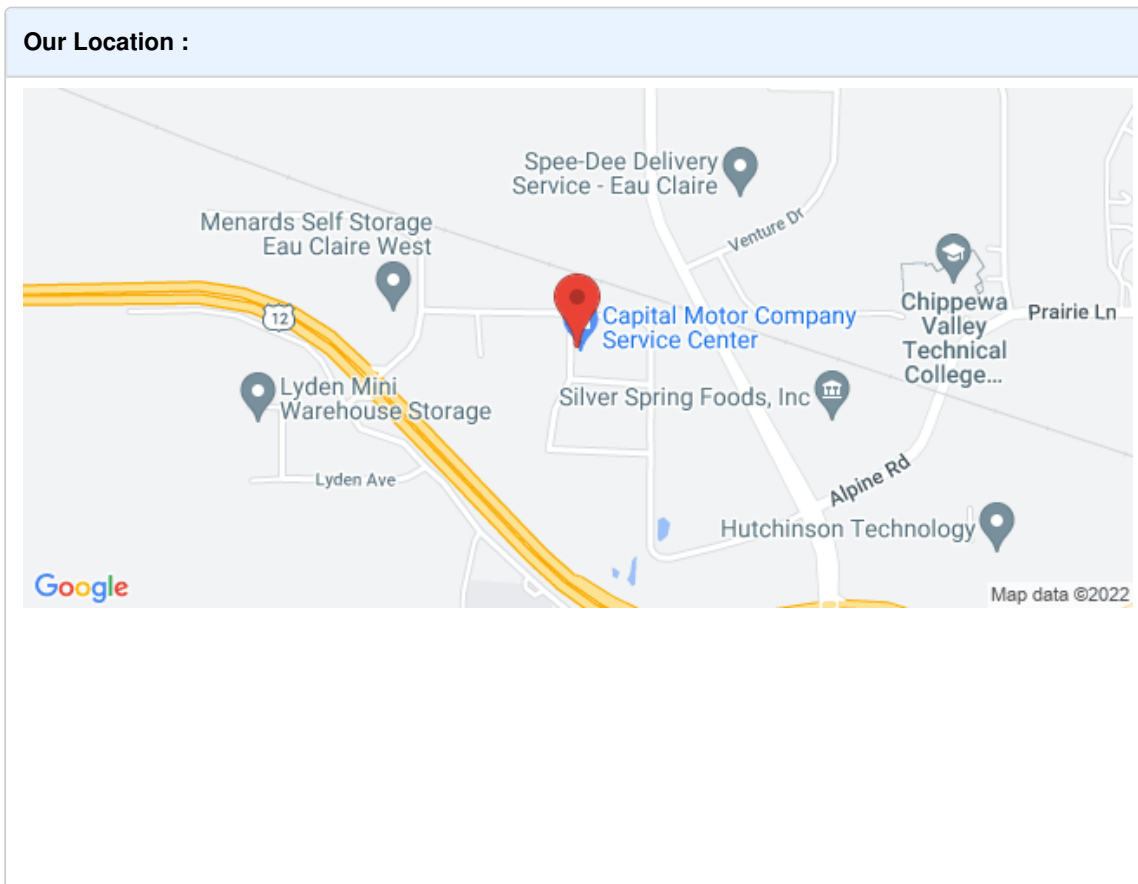 Our Location :
Spee-Dee Delivery
Service - Eau Claire
Menards Self Storage
Eau Claire West
Venture Dr
12
Capital Motor Company
Service Center
Chippewa
Valley
Technical
College...
Prairie Ln
Lyden Mini
Warehouse Storage
Silver Spring Foods, Inc
Lyden Ave
Alpine Rd
Hutchinson Technology
Google
Map data ©2022